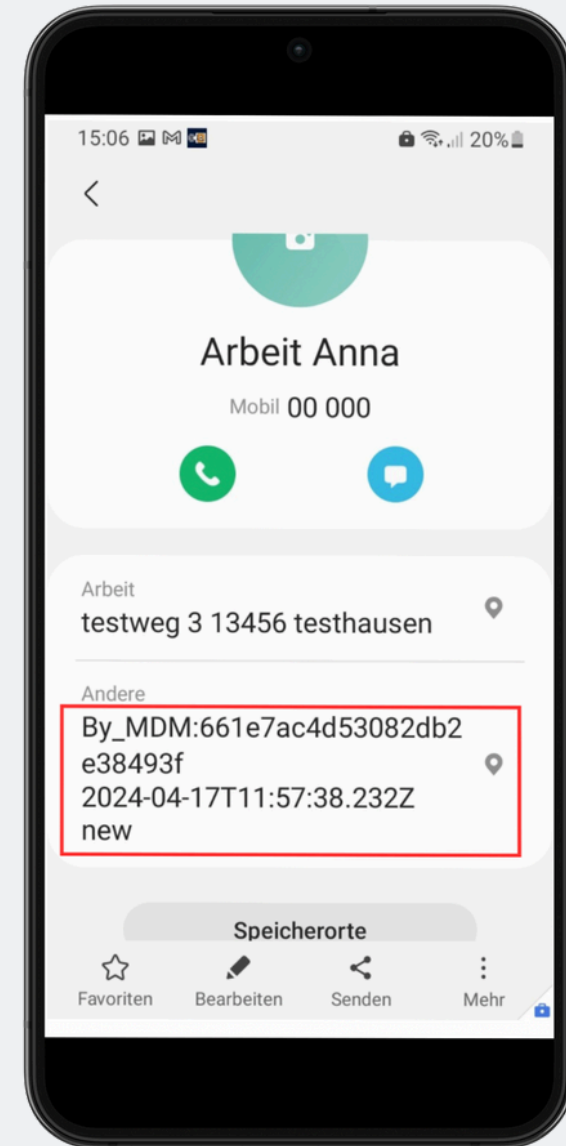 15:06 20%
Arbeit Anna
Mobil 00 000
Arbeit
testweg 3 13456 testhausen
Andere
By_MDM:661e7ac4d53082db2
e38493f
2024-04-17T11:57:38.232Z
new
Speicherorte
Favoriten Bearbeiten Senden Mehr